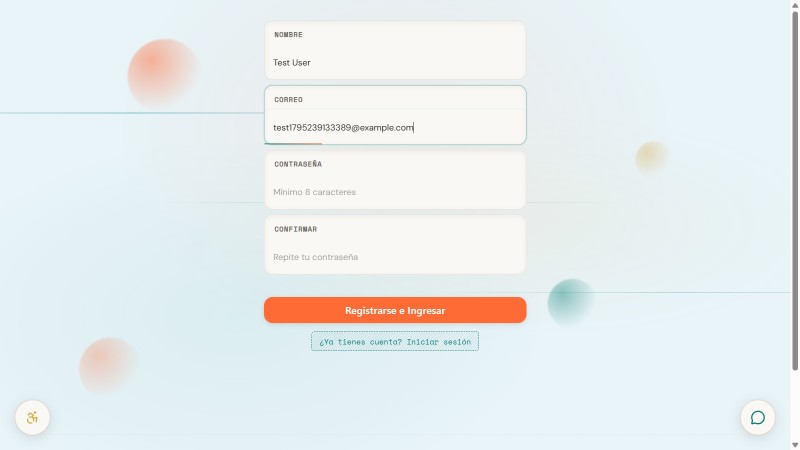 NOMBRE
Test User
CORREO
test1795239133389@example.com
CONTRASEÑA
Mínimo 8 caracteres
CONFIRMAR
Repite tu contraseña
Registrarse e Ingresar
¿Ya tienes cuenta? Iniciar sesión